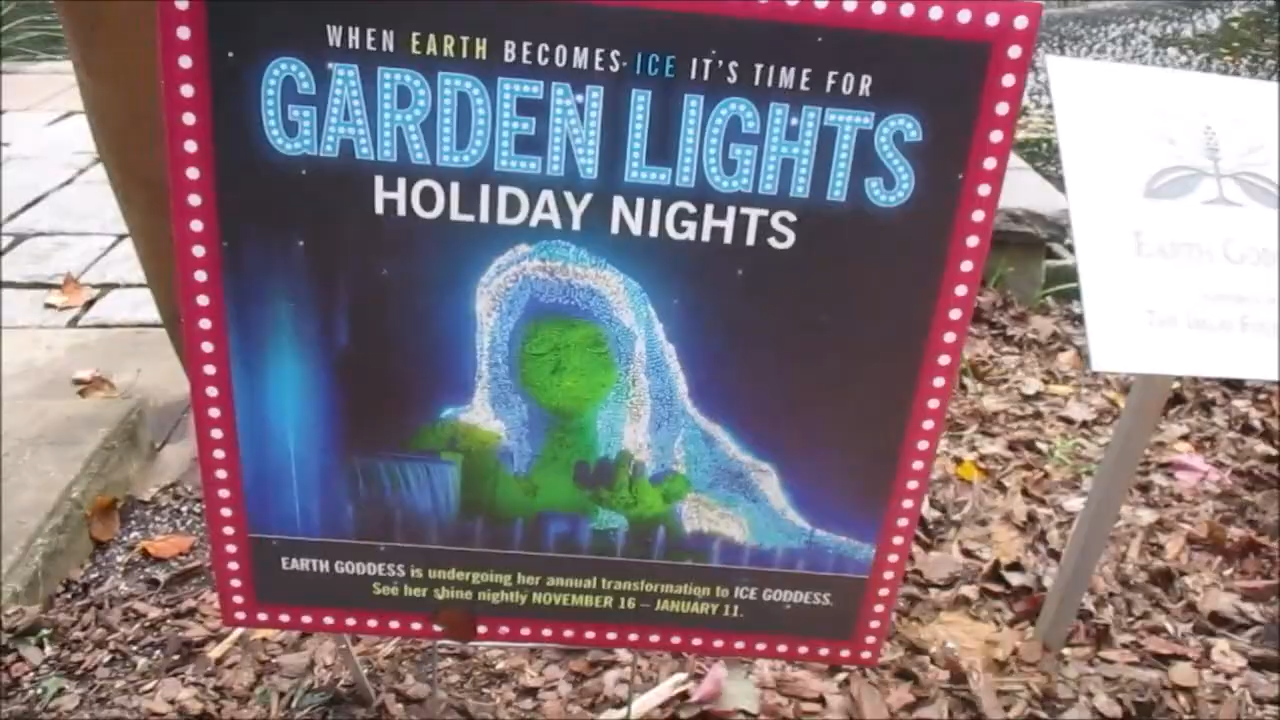 WHEN EARTH BECOMES ICE IT'S TIME FOR
GARDEN LIGHTS
HOLIDAY NIGHTS
EARTH GODDESS is undergoing her annual transformation to ICE GODDESS.
See her shine nightly NOVEMBER 16 – JANUARY 11.
EARTH